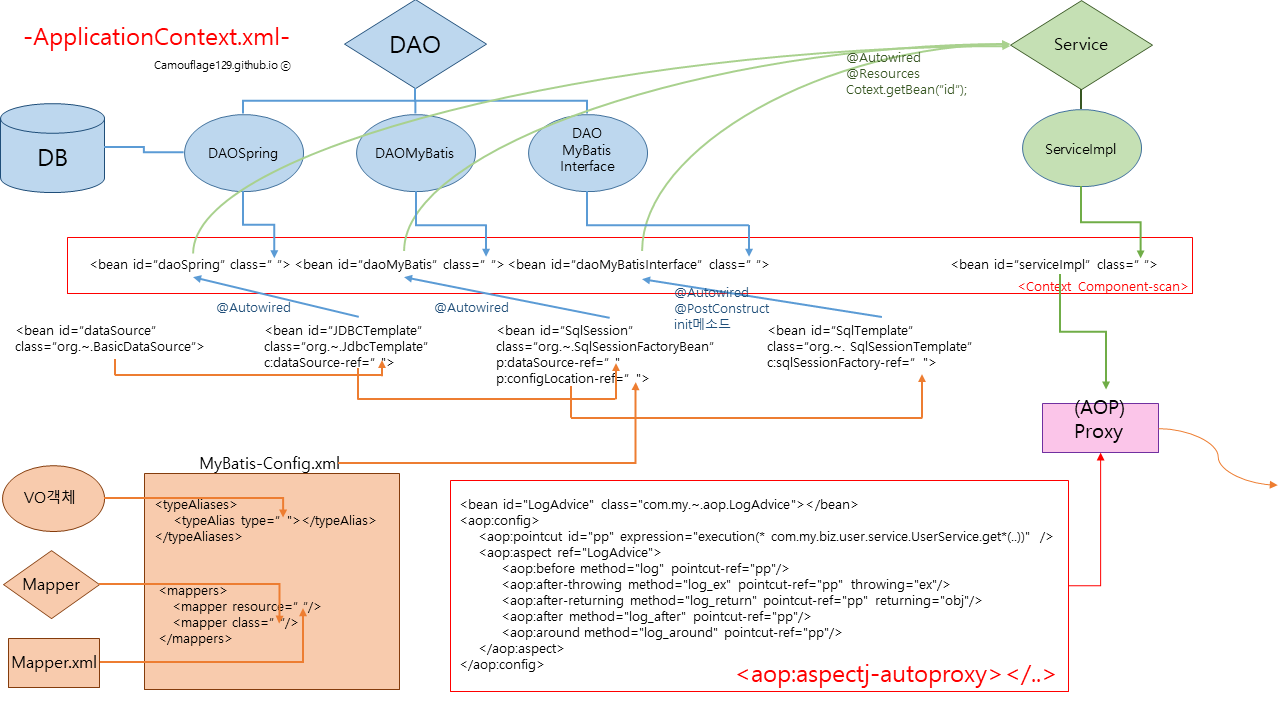 -ApplicationContext.xml-
Camouflage129.github.io ⓒ
DAO
Service
@Autowired
@Resources
Cotext.getBean("id");
DB
DAOSpring
DAOMyBatis
DAO
MyBatis
Interface
ServiceImpl
<bean id="daoSpring" class=" ">
<bean id="daoMyBatis" class=" ">
<bean id="daoMyBatisInterface" class=" ">
<bean id="serviceImpl" class=" ">
<Context Component-scan>
@Autowired
@Autowired
@Autowired
@PostConstruct
init메소드
<bean id="dataSource"
class="org.~.BasicDataSource">
<bean id="JDBCTemplate"
class="org.~.JdbcTemplate"
c:dataSource-ref=" ">
<bean id="SqlSession"
class="org.~.SqlSessionFactoryBean"
p:dataSource-ref=" "
p:configLocation-ref=" ">
<bean id="SqlTemplate"
class="org.~. SqlSessionTemplate"
c:sqlSessionFactory-ref=" ">
(AOP)
Proxy
MyBatis-Config.xml
VO객체
<typeAliases>
<typeAlias type=" "></typeAlias>
</typeAliases>
Mapper
<mappers>
<mapper resource=" "/>
<mapper class=" "/>
</mappers>
Mapper.xml
<bean id="LogAdvice" class="com.my.~.aop.LogAdvice"></bean>
<aop:config>
<aop:pointcut id="pp" expression="execution(* com.my.biz.user.service.UserService.get*(..))" />
<aop:aspect ref="LogAdvice">
<aop:before method="log" pointcut-ref="pp"/>
<aop:after-throwing method="log_ex" pointcut-ref="pp" throwing="ex"/>
<aop:after-returning method="log_return" pointcut-ref="pp" returning="obj"/>
<aop:after method="log_after" pointcut-ref="pp"/>
<aop:around method="log_around" pointcut-ref="pp"/>
</aop:aspect>
</aop:config>
<aop:aspectj-autoproxy></..>